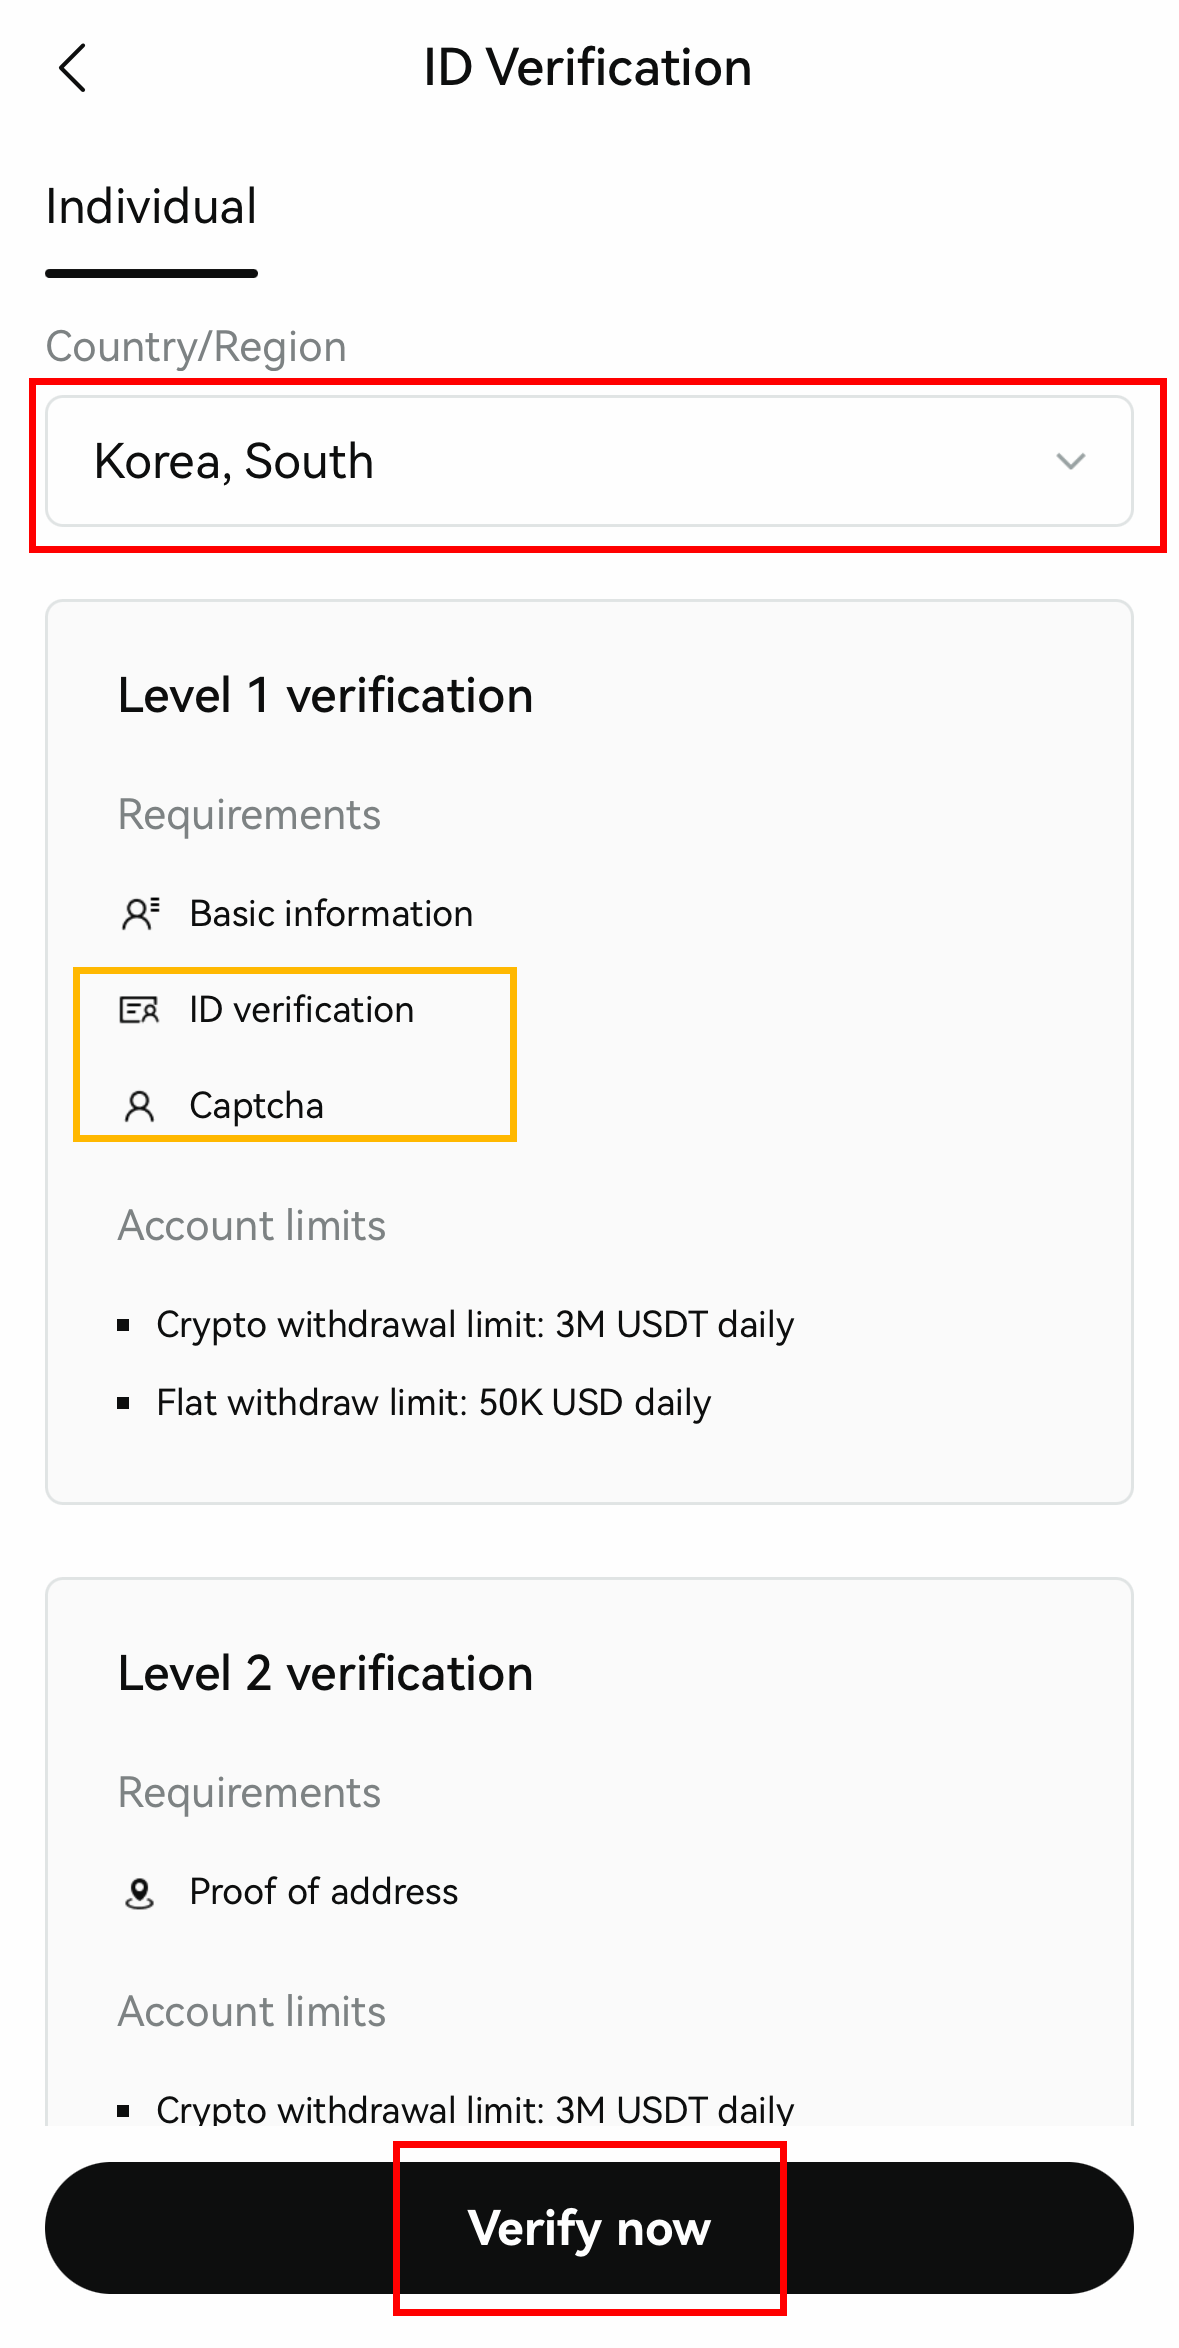 ID Verification
Individual
Country/Region
Korea, South
Level 1 verification
Requirements
Basic information
ID verification
Captcha
Account limits
Crypto withdrawal limit: 3M USDT daily
Flat withdraw limit: 50K USD daily
Level 2 verification
Requirements
Proof of address
Account limits
Crypto withdrawal limit: 3M USDT daily
Verify now